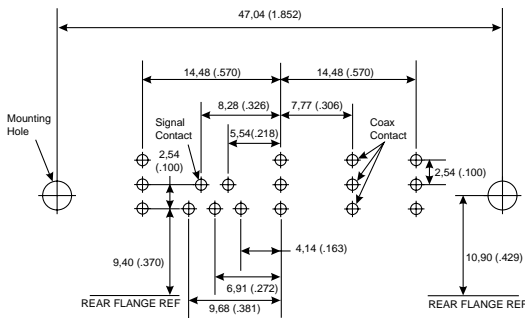 47,04 (1.852)
14,48 (.570)
14,48 (.570)
8,28 (.326)
7,77 (.306)
Mounting
Hole
Signal
Contact
Coax
Contact
5,54(.218)
2,54
(.100)
2,54 (.100)
4,14 (.163)
9,40 (.370)
10,90 (.429)
6,91 (.272)
REAR FLANGE REF
9,68 (.381)
REAR FLANGE REF